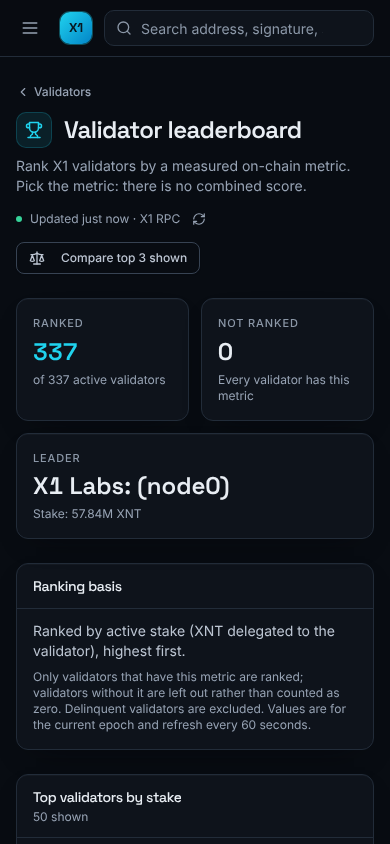 X1
Search address, signature,
Validators
Validator leaderboard
Rank X1 validators by a measured on-chain metric.
Pick the metric: there is no combined score.
Updated just now · X1 RPC
Compare top 3 shown
RANKED
337
of 337 active validators
NOT RANKED
0
Every validator has this
metric
LEADER
X1 Labs: (node0)
Stake: 57.84M XNT
Ranking basis
Ranked by active stake (XNT delegated to the
validator), highest first.
Only validators that have this metric are ranked;
validators without it are left out rather than counted as
zero. Delinquent validators are excluded. Values are for
the current epoch and refresh every 60 seconds.
Top validators by stake
50 shown